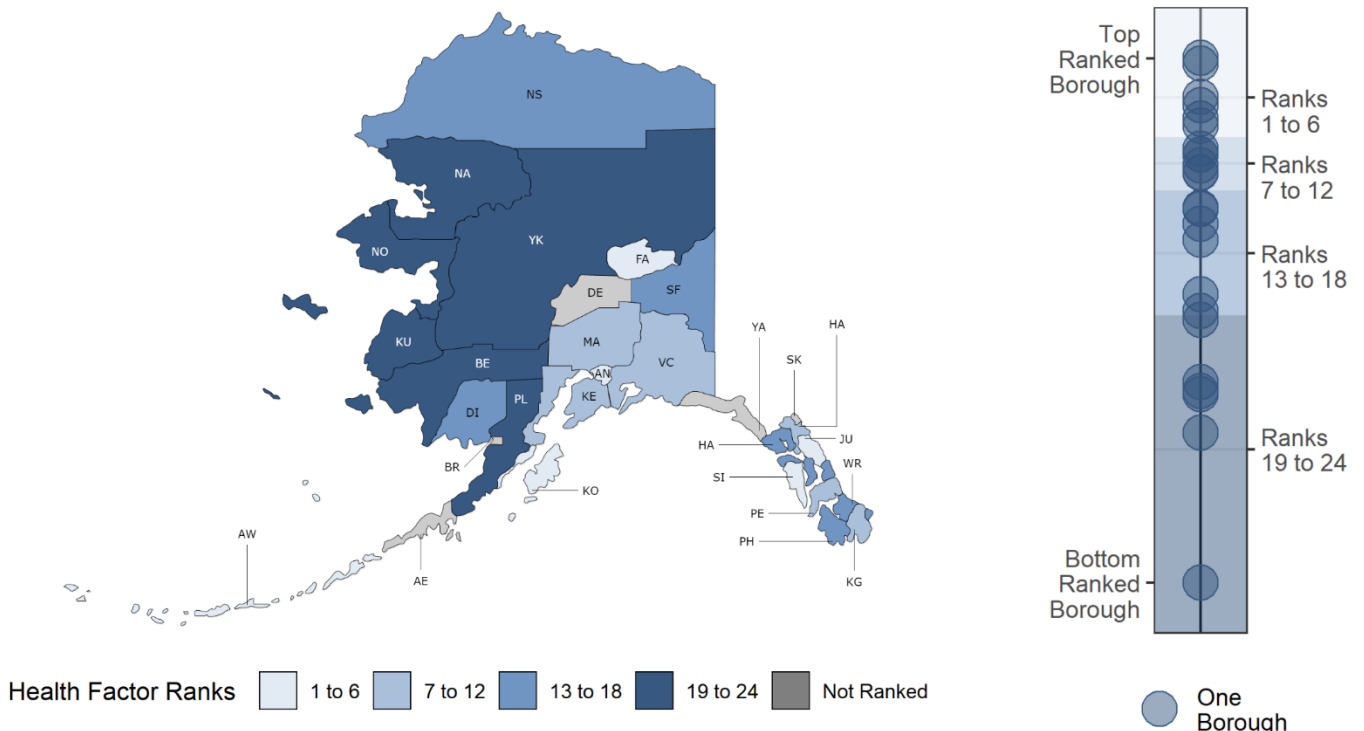 NS
NA
NO
YK
FA
DE
SF
KU
MA
BE
VC
AN
PL
KE
DI
BR
KO
AW
AE
YA
HA
SK
HA
JU
SI
WR
PE
PH
KG
Health Factor Ranks
1 to 6
7 to 12
13 to 18
19 to 24
Not Ranked
Top
Ranked
Borough
Ranks
1 to 6
Ranks
7 to 12
Ranks
13 to 18
Ranks
19 to 24
Bottom
Ranked
Borough
One
Borough